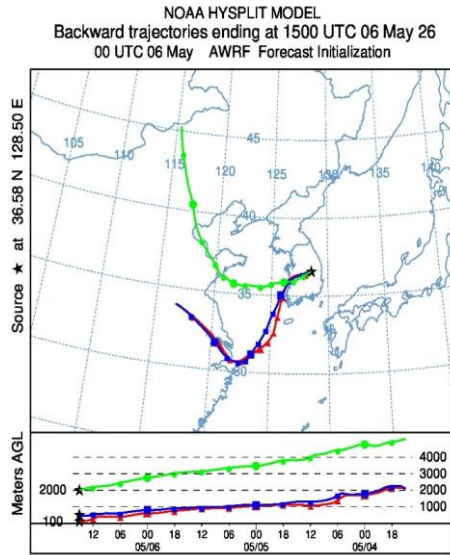 NOAA HYSPLIT MODEL
Backward trajectories ending at 1500 UTC 06 May 26
00 UTC 06 May AWRF Forecast Initialization
Source ★ at 36.58 N 128.50 E
105
110
115
120
125
130
135
140
45
40
35
30
Meters AGL
2000
100
4000
3000
2000
1000
12 06 00 18 12 06 00 18 12 06 00 18
05/06 05/05 05/04